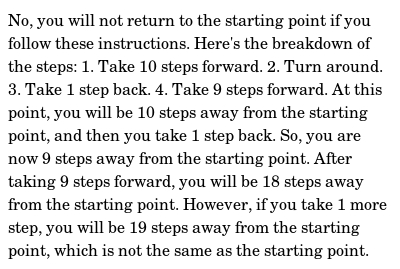 No, you will not return to the starting point if you
follow these instructions. Here's the breakdown of
the steps: 1. Take 10 steps forward. 2. Turn around.
3. Take 1 step back. 4. Take 9 steps forward. At this
point, you will be 10 steps away from the starting
point, and then you take 1 step back. So, you are
now 9 steps away from the starting point. After
taking 9 steps forward, you will be 18 steps away
from the starting point. However, if you take 1 more
step, you will be 19 steps away from the starting
point, which is not the same as the starting point.